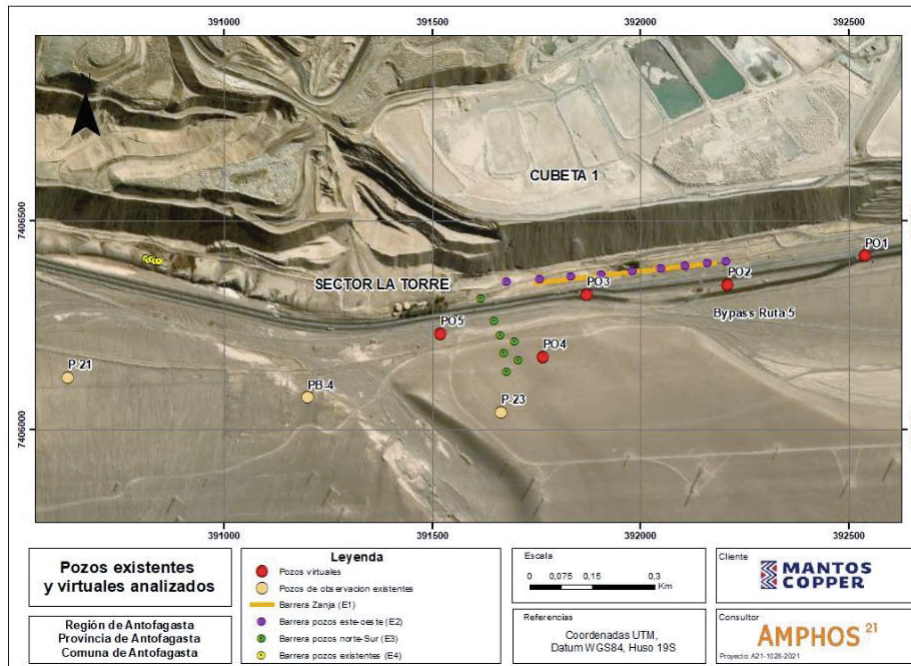 391000 391500 392000 392500
7406500
7406000
CUBETA 1
SECTOR LA TORRE
PO1
PO2
PO3
Bypass Ruta 5
PO5
PO4
P-21
PB-4
P-23
391000 391500 392000 392500
Pozos existentes
y virtuales analizados
Región de Antofagasta
Provincia de Antofagasta
Comuna de Antofagasta
Leyenda
Pozos virtuales
Pozos de observacion existentes
Barrera Zanja (E1)
Barrera pozos este-oeste (E2)
Barrera pozos norte-Sur (E3)
Barrera pozos existentes (E4)
Escala
0 0,075 0,15 0,3
Km
Referencias
Coordenadas UTM,
Datum WGS84, Huso 19S
Cliente
MANTOS
COPPER
Consultor
AMPHOS 21
Proyecto: A21-1028-2021